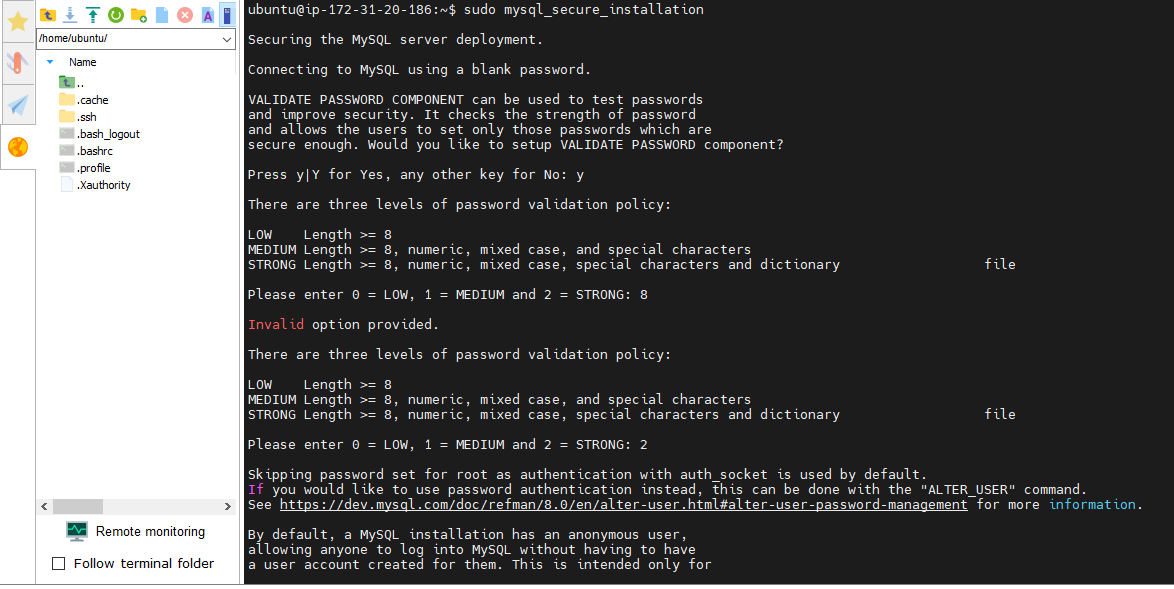 /home/ubuntu/
Name
..
.cache
.ssh
.bash_logout
.bashrc
.profile
.Xauthority
Remote monitoring
Follow terminal folder
ubuntu@ip-172-31-20-186:~$ sudo mysql_secure_installation
Securing the MySQL server deployment.
Connecting to MySQL using a blank password.
VALIDATE PASSWORD COMPONENT can be used to test passwords
and improve security. It checks the strength of password
and allows the users to set only those passwords which are
secure enough. Would you like to setup VALIDATE PASSWORD component?
Press y|Y for Yes, any other key for No: y
There are three levels of password validation policy:
LOW    Length >= 8
MEDIUM Length >= 8, numeric, mixed case, and special characters
STRONG Length >= 8, numeric, mixed case, special characters and dictionary                  file
Please enter 0 = LOW, 1 = MEDIUM and 2 = STRONG: 8
Invalid option provided.
There are three levels of password validation policy:
LOW    Length >= 8
MEDIUM Length >= 8, numeric, mixed case, and special characters
STRONG Length >= 8, numeric, mixed case, special characters and dictionary                  file
Please enter 0 = LOW, 1 = MEDIUM and 2 = STRONG: 2
Skipping password set for root as authentication with auth_socket is used by default.
If you would like to use password authentication instead, this can be done with the "ALTER_USER" command.
See https://dev.mysql.com/doc/refman/8.0/en/alter-user.html#alter-user-password-management for more information.
By default, a MySQL installation has an anonymous user,
allowing anyone to log into MySQL without having to have
a user account created for them. This is intended only for